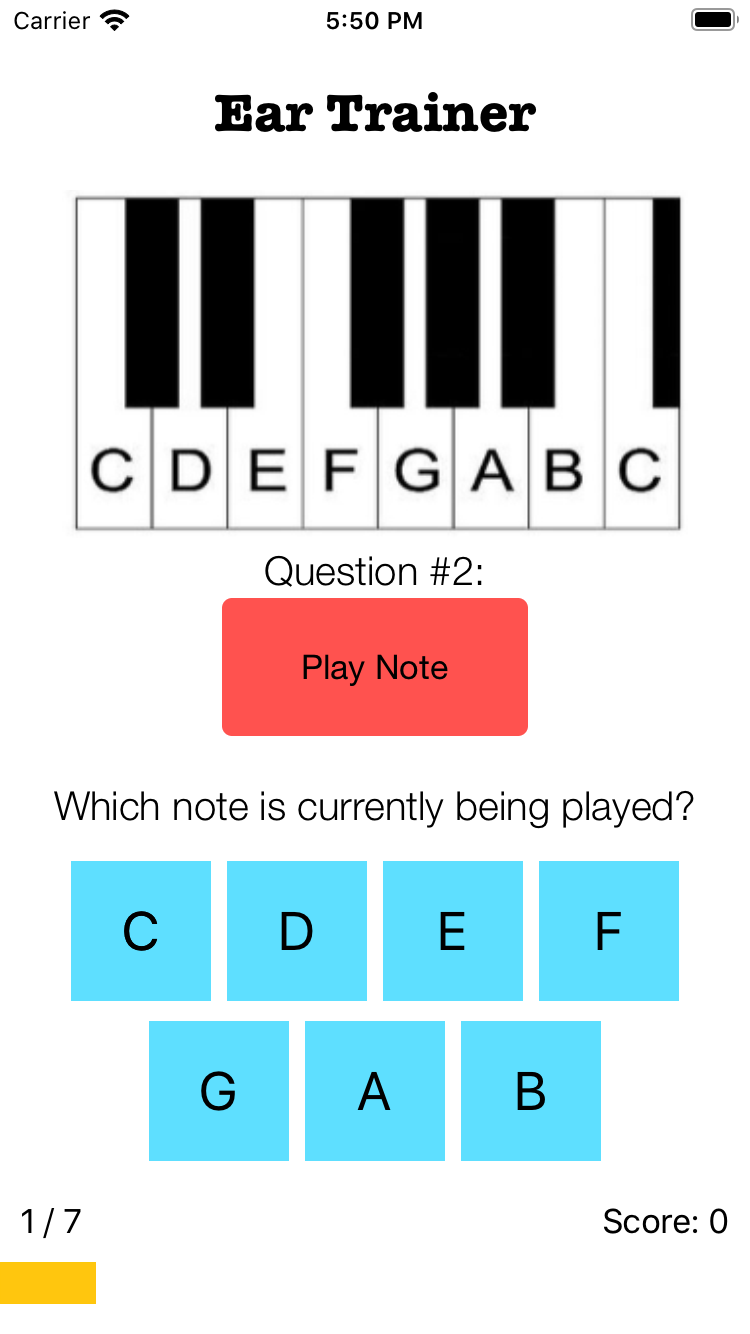 Carrier 5:50 PM
Ear Trainer
C D E F G A B C
Question #2:
Play Note
Which note is currently being played?
C D E F
G A B
1 / 7 Score: 0